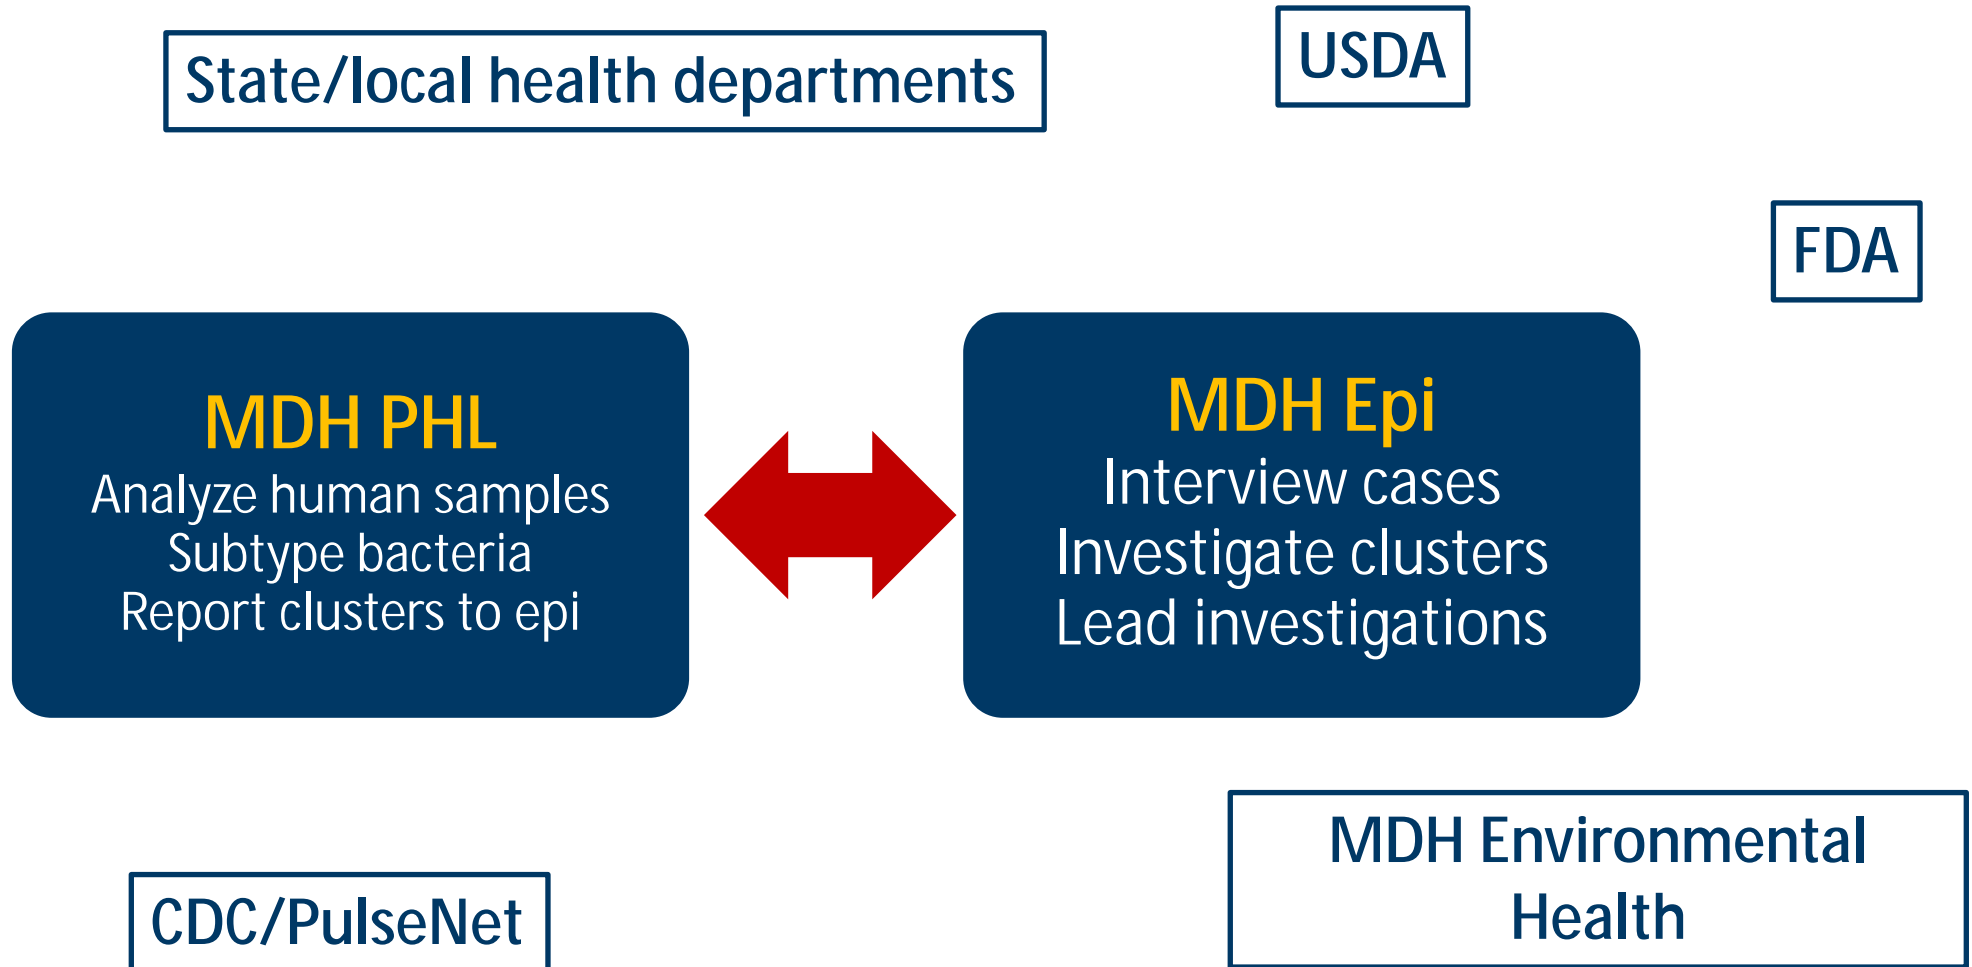 State/local health departments
USDA
FDA
MDH PHL
Analyze human samples
Subtype bacteria
Report clusters to epi
MDH Epi
Interview cases
Investigate clusters
Lead investigations
MDH Environmental
Health
CDC/PulseNet